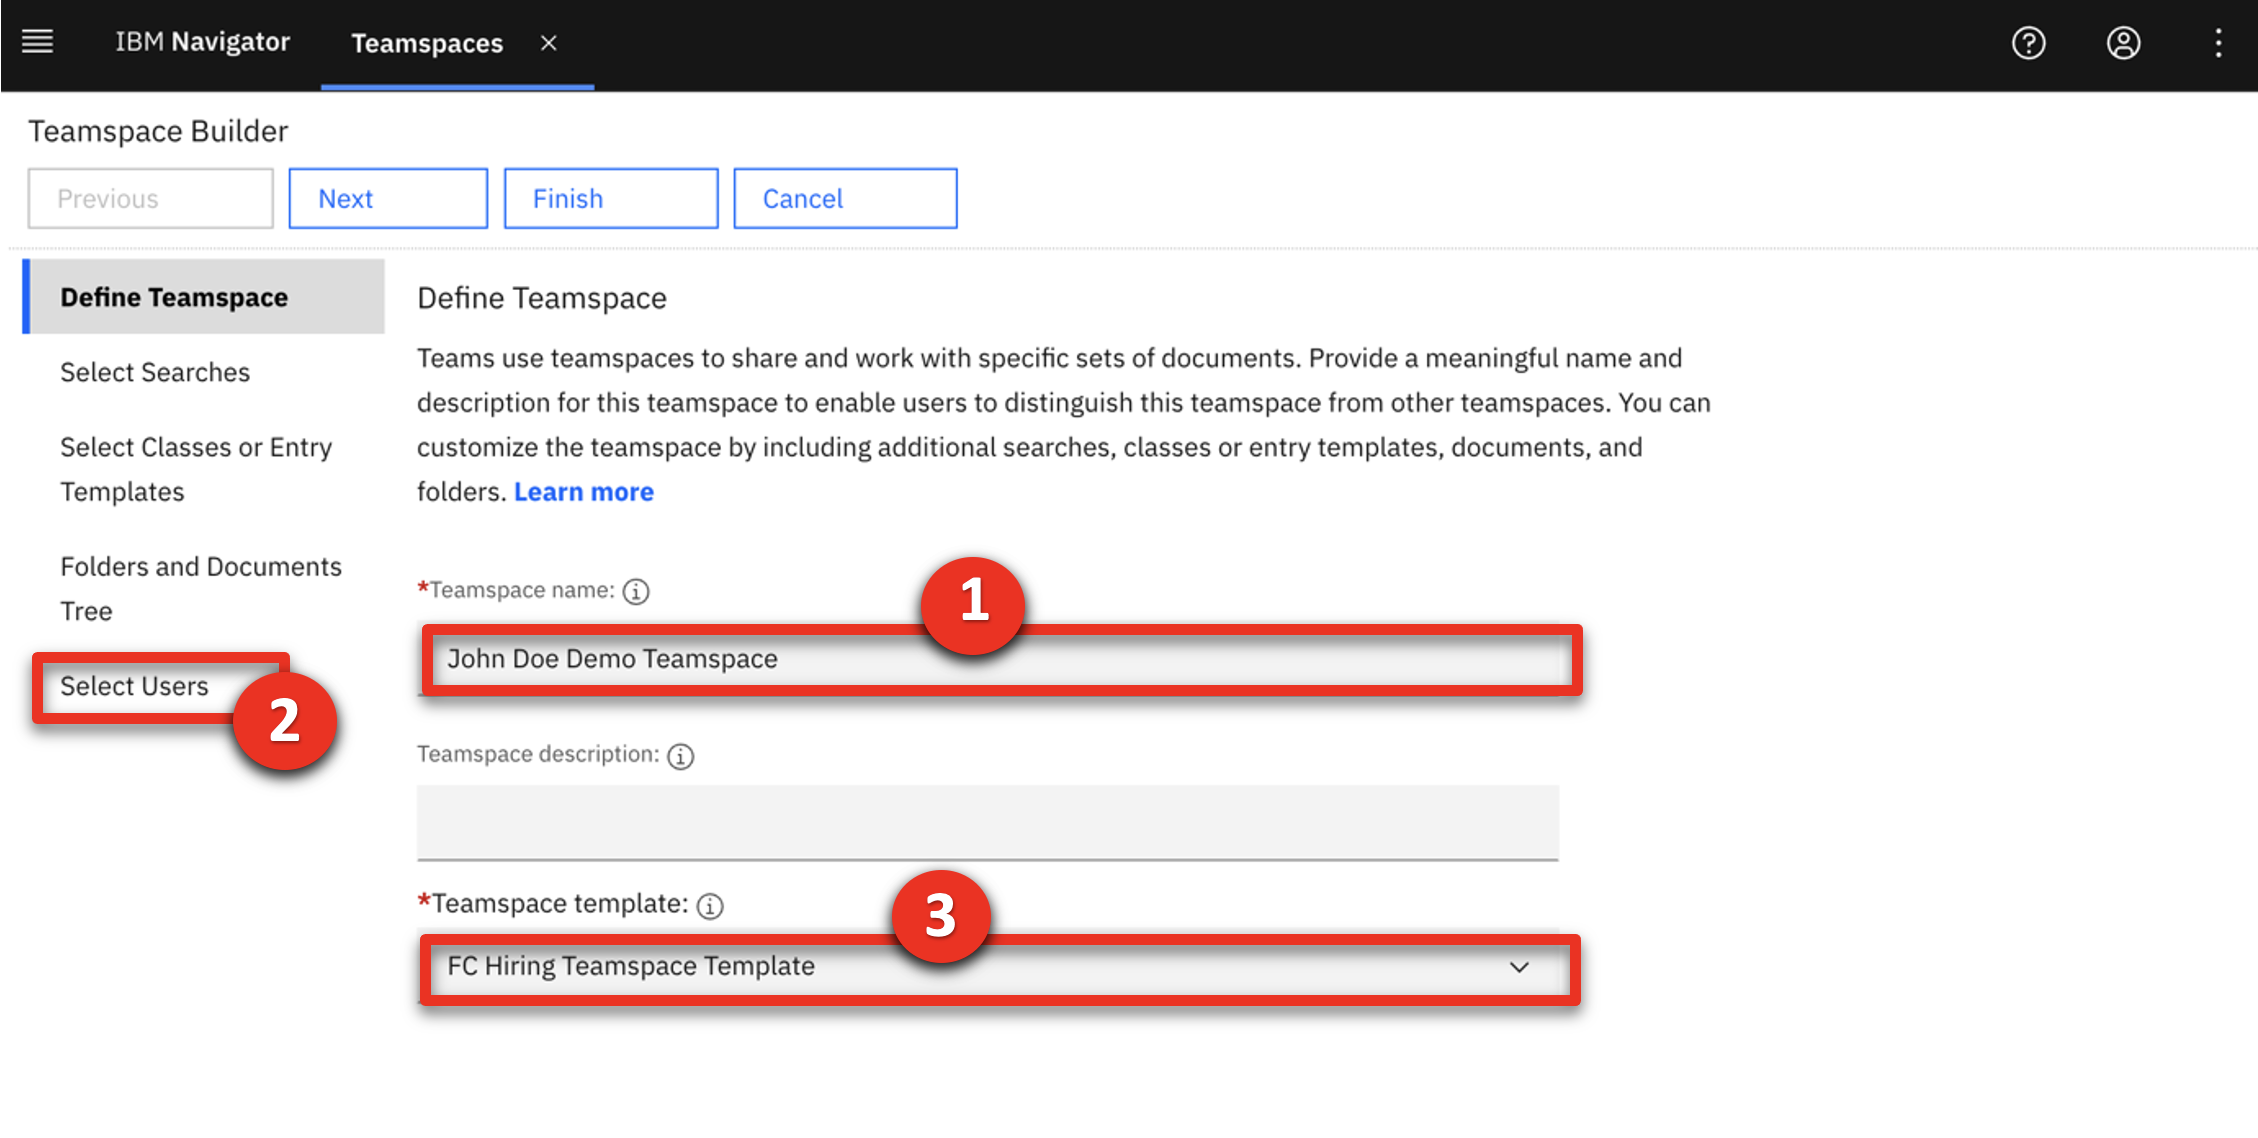 IBM Navigator
Teamspaces
Teamspace Builder
Previous
Next
Finish
Cancel
Define Teamspace
Select Searches
Select Classes or Entry
Templates
Folders and Documents
Tree
Select Users
2
Define Teamspace
Teams use teamspaces to share and work with specific sets of documents. Provide a meaningful name and
description for this teamspace to enable users to distinguish this teamspace from other teamspaces. You can
customize the teamspace by including additional searches, classes or entry templates, documents, and
folders. Learn more
*Teamspace name:
1
John Doe Demo Teamspace
Teamspace description:
*Teamspace template:
3
FC Hiring Teamspace Template